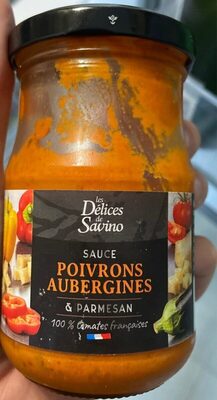 les
Délices
de
Savino
SAUCE
POIVRONS
AUBERGINES
& PARMESAN
100 % tomates françaises